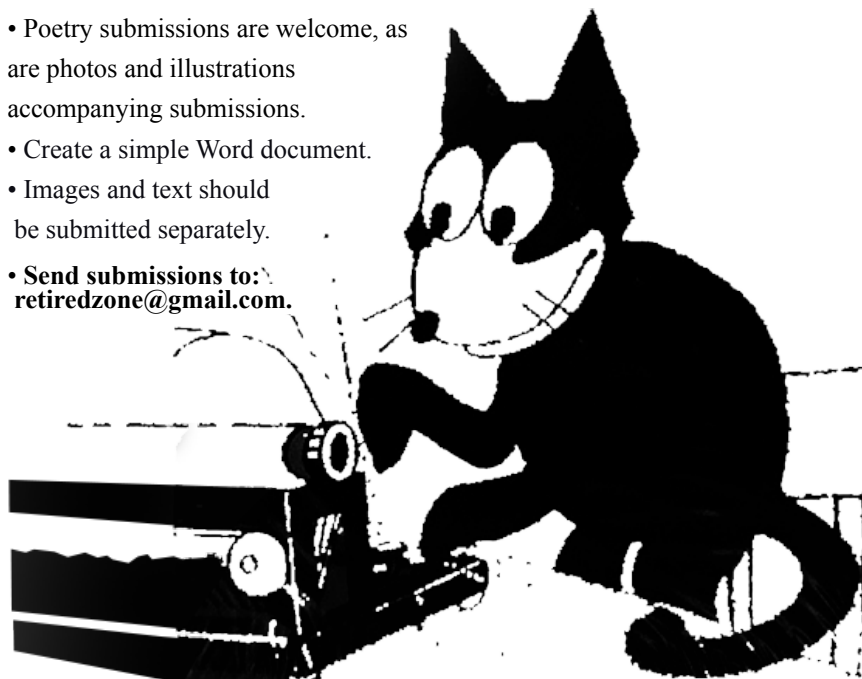 • Poetry submissions are welcome, as
are photos and illustrations
accompanying submissions.
• Create a simple Word document.
• Images and text should
be submitted separately.
• Send submissions to:
retiredzone@gmail.com.